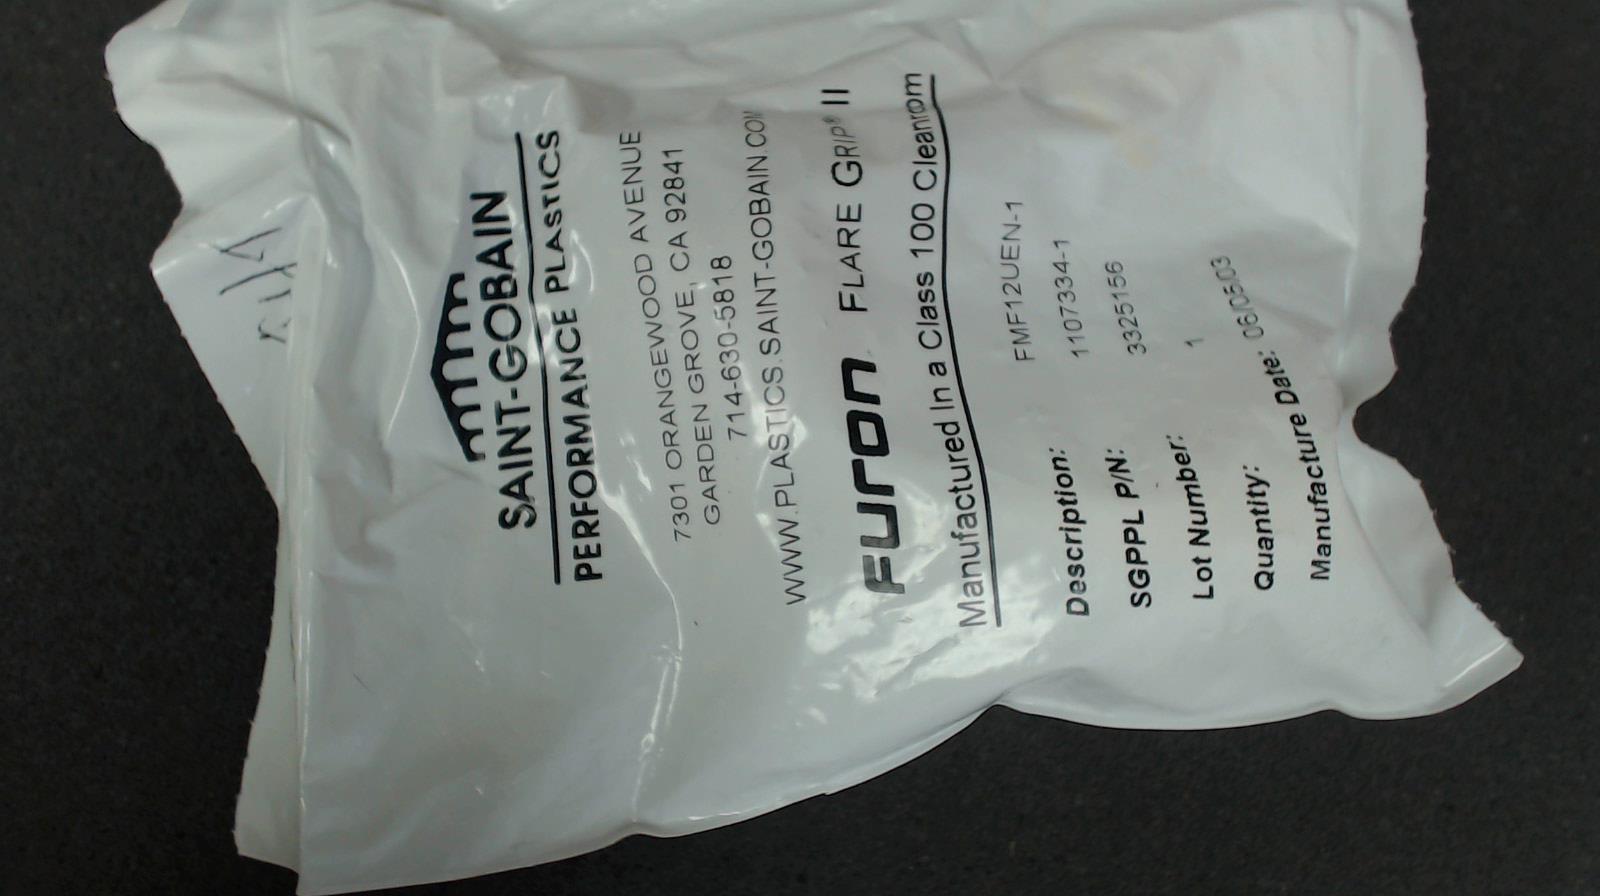 SAINT-GOBAIN
PERFORMANCE PLASTICS
7301 ORANGEWOOD AVENUE
GARDEN GROVE, CA 92841
714-630-5818
WWW.PLASTICS.SAINT-GOBAIN.COM
FURON FLARE GRIP® II
Manufactured In a Class 100 Cleanroom
Description: FMF12UEN-1
SGPPL P/N: 1107334-1
Lot Number: 3325156
Quantity: 1
Manufacture Date: 06/05/03